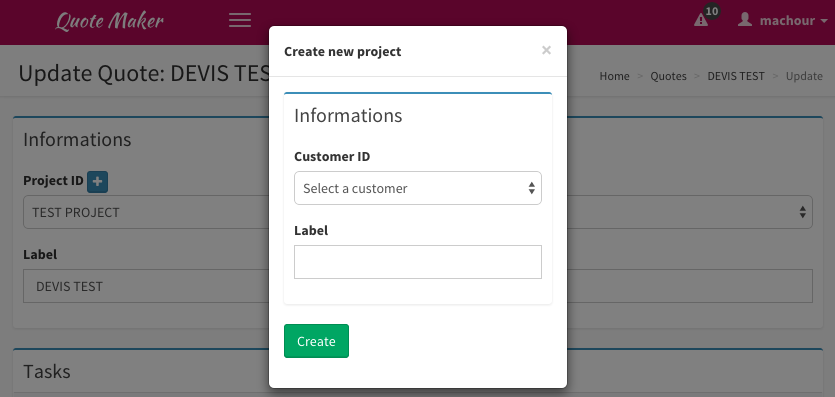 Quote Maker
10
machour
Create new project
×
Update Quote: DEVIS TES
Home > Quotes > DEVIS TEST > Update
Informations
Project ID +
TEST PROJECT
Label
DEVIS TEST
Tasks
Informations
Customer ID
Select a customer
Label
Create